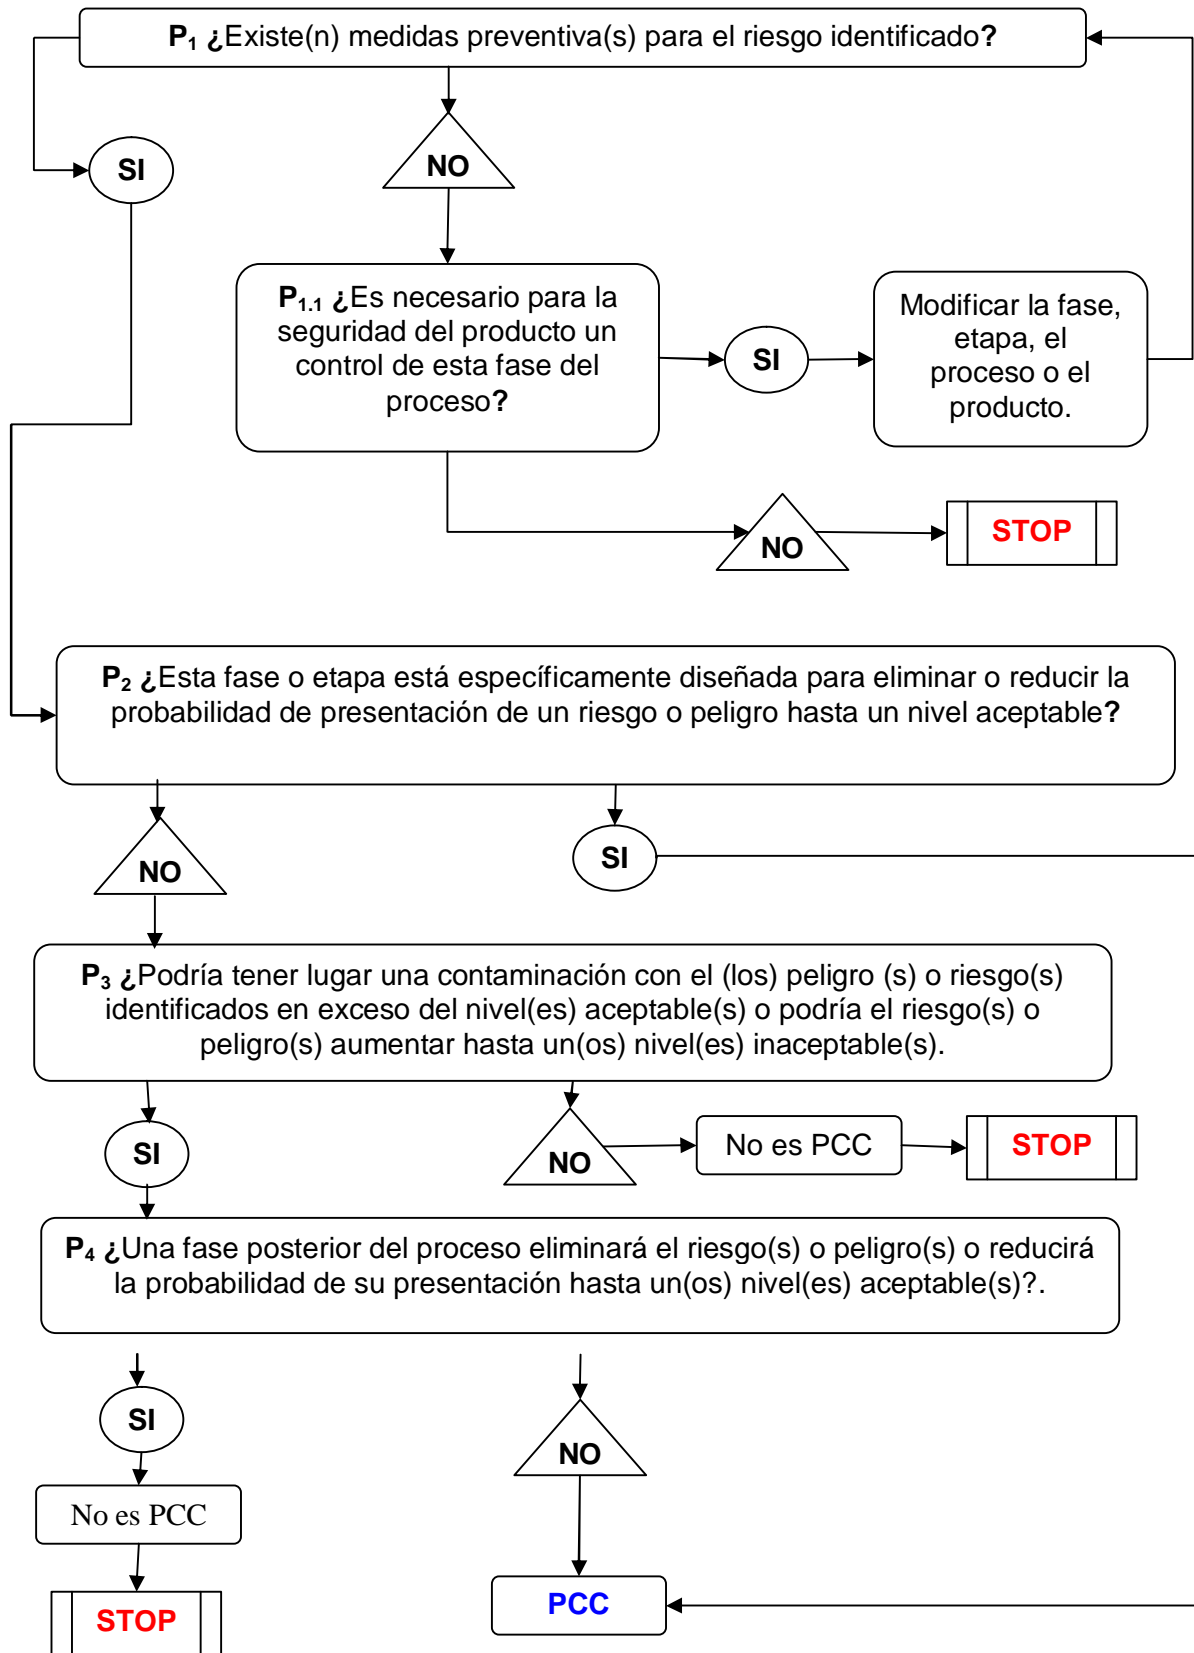 P1 ¿Existe(n) medidas preventiva(s) para el riesgo identificado?
SI
NO
P1.1 ¿Es necesario para la
seguridad del producto un
control de esta fase del
proceso?
SI
Modificar la fase,
etapa, el
proceso o el
producto.
NO
STOP
P2 ¿Esta fase o etapa está específicamente diseñada para eliminar o reducir la
probabilidad de presentación de un riesgo o peligro hasta un nivel aceptable?
NO
SI
P3 ¿Podría tener lugar una contaminación con el (los) peligro (s) o riesgo(s)
identificados en exceso del nivel(es) aceptable(s) o podría el riesgo(s) o
peligro(s) aumentar hasta un(os) nivel(es) inaceptable(s).
SI
NO
No es PCC
STOP
P4 ¿Una fase posterior del proceso eliminará el riesgo(s) o peligro(s) o reducirá
la probabilidad de su presentación hasta un(os) nivel(es) aceptable(s)?.
SI
NO
No es PCC
PCC
STOP